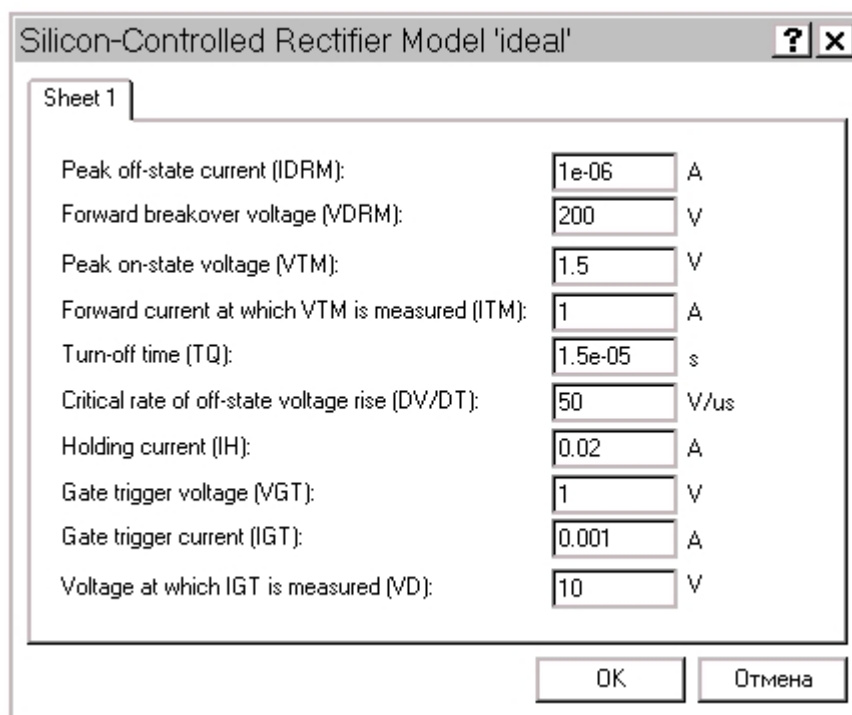 Silicon-Controlled Rectifier Model 'ideal' ? x
Sheet 1
Peak off-state current (IDRM): 1e-06 A
Forward breakover voltage (VDRM): 200 V
Peak on-state voltage (VTM): 1.5 V
Forward current at which VTM is measured (ITM): 1 A
Turn-off time (TQ): 1.5e-05 s
Critical rate of off-state voltage rise (DV/DT): 50 V/us
Holding current (IH): 0.02 A
Gate trigger voltage (VGT): 1 V
Gate trigger current (IGT): 0.001 A
Voltage at which IGT is measured (VD): 10 V
OK Отмена